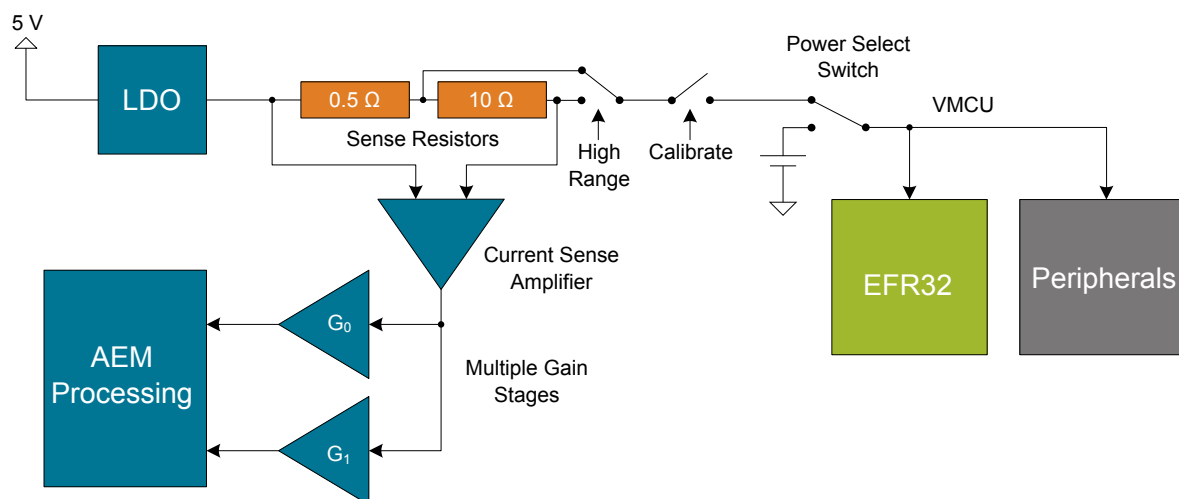 5 V
LDO
0.5 Ω
10 Ω
Sense Resistors
High
Range
Calibrate
Power Select
Switch
VMCU
Current Sense
Amplifier
EFR32
Peripherals
AEM
Processing
G0
Multiple Gain
Stages
G1